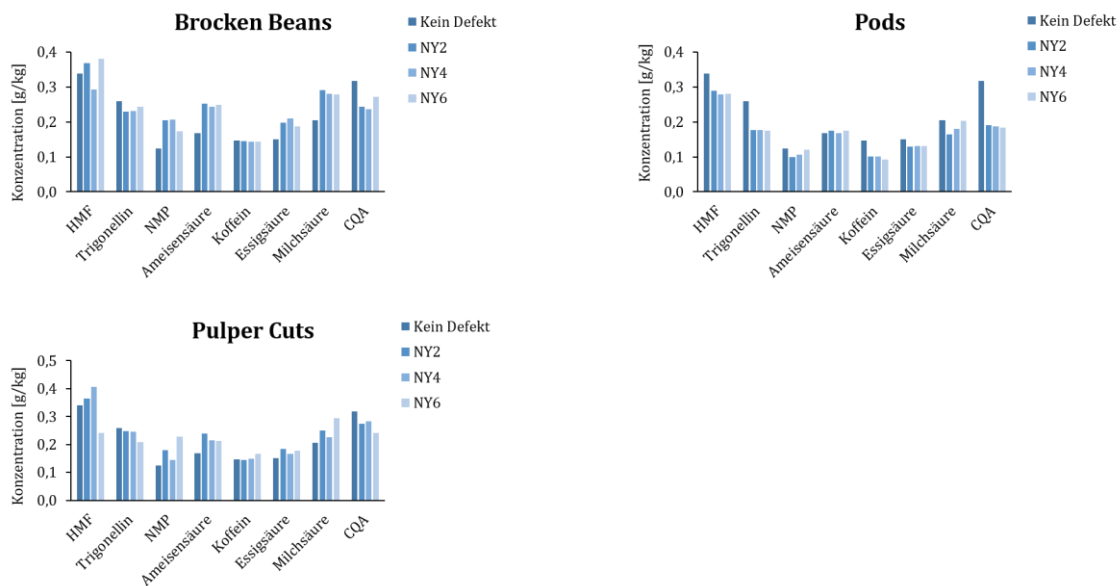 Brocken Beans
Konzentration [g/kg]
0,4
0,3
0,2
0,1
0,0
HMF
Trigonellin
NMP
Ameisensäure
Koffein
Essigsäure
Milchsäure
CQA
Kein Defekt
NY2
NY4
NY6
Pods
Konzentration [g/kg]
0,4
0,3
0,2
0,1
0,0
HMF
Trigonellin
NMP
Ameisensäure
Koffein
Essigsäure
Milchsäure
CQA
Kein Defekt
NY2
NY4
NY6
Pulper Cuts
Konzentration [g/kg]
0,5
0,4
0,3
0,2
0,1
0,0
HMF
Trigonellin
NMP
Ameisensäure
Koffein
Essigsäure
Milchsäure
CQA
Kein Defekt
NY2
NY4
NY6